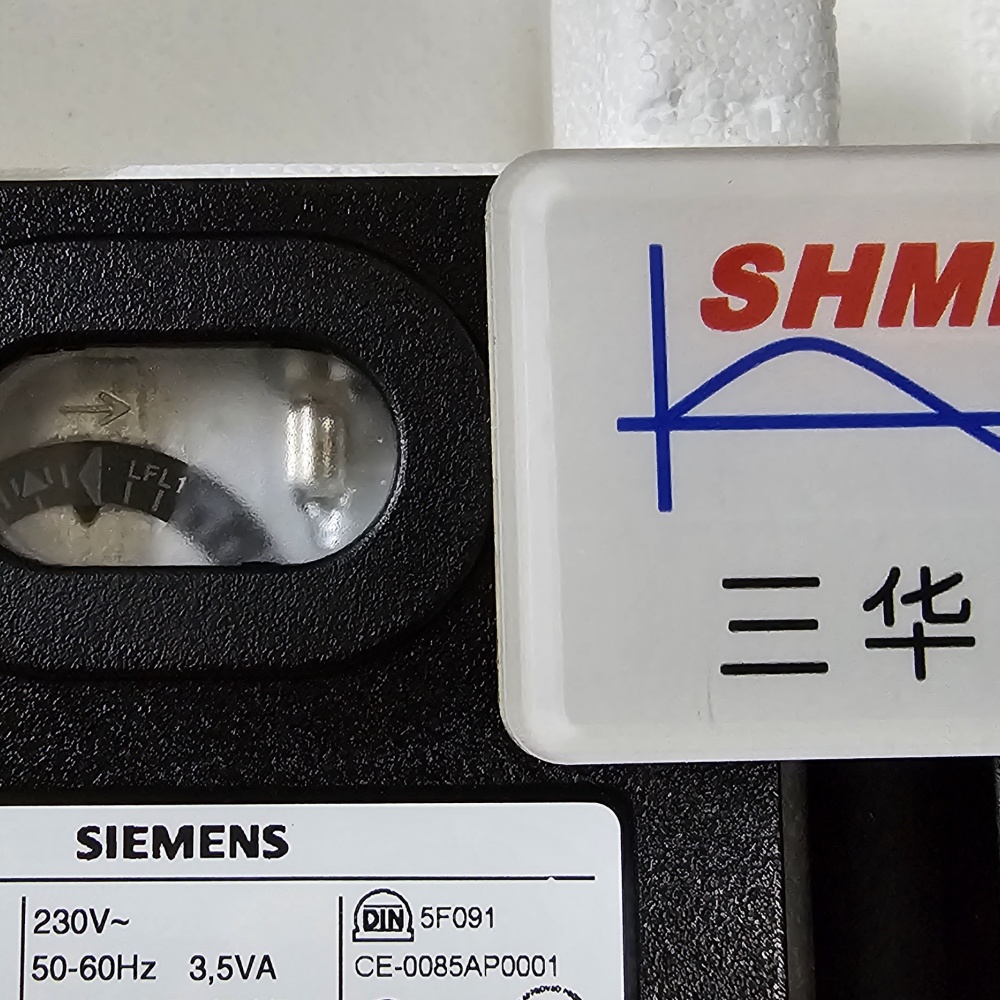 SHM
LFL1
三华
SIEMENS
230V~
50-60Hz 3,5VA
DIN 5F091
CE-0085AP0001